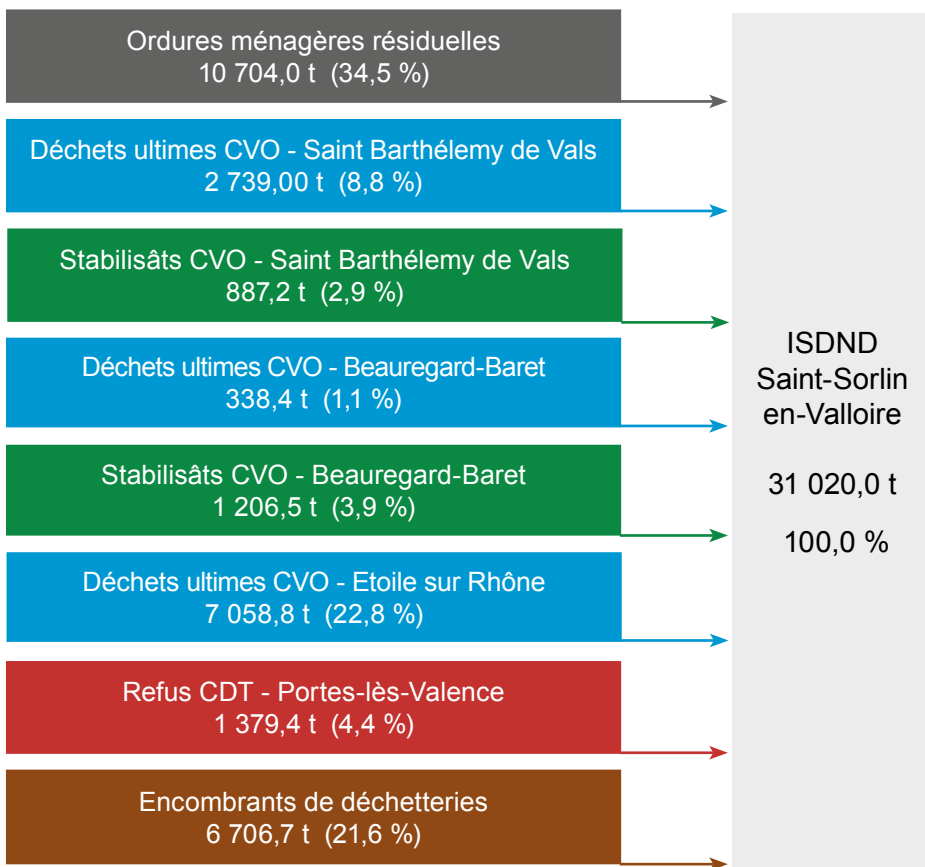 Ordures ménagères résiduelles
10 704,0 t (34,5 %)
Déchets ultimes CVO - Saint Barthélemy de Vals
2 739,00 t (8,8 %)
Stabilisâts CVO - Saint Barthélemy de Vals
887,2 t (2,9 %)
Déchets ultimes CVO - Beauregard-Baret
338,4 t (1,1 %)
Stabilisâts CVO - Beauregard-Baret
1 206,5 t (3,9 %)
Déchets ultimes CVO - Etoile sur Rhône
7 058,8 t (22,8 %)
Refus CDT - Portes-lès-Valence
1 379,4 t (4,4 %)
Encombrants de déchetteries
6 706,7 t (21,6 %)
ISDND
Saint-Sorlin
en-Valloire
31 020,0 t
100,0 %